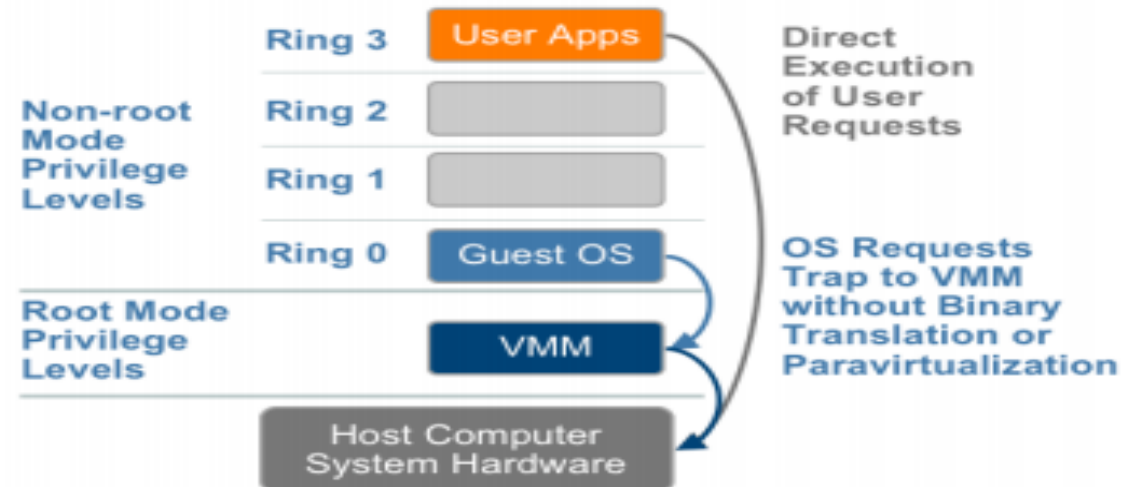 Ring 3
User Apps
Direct
Execution
of User
Requests
Non-root
Mode
Privilege
Levels
Ring 2
Ring 1
Ring 0
Guest OS
OS Requests
Trap to VMM
without Binary
Translation or
Paravirtualization
Root Mode
Privilege
Levels
VMM
Host Computer
System Hardware